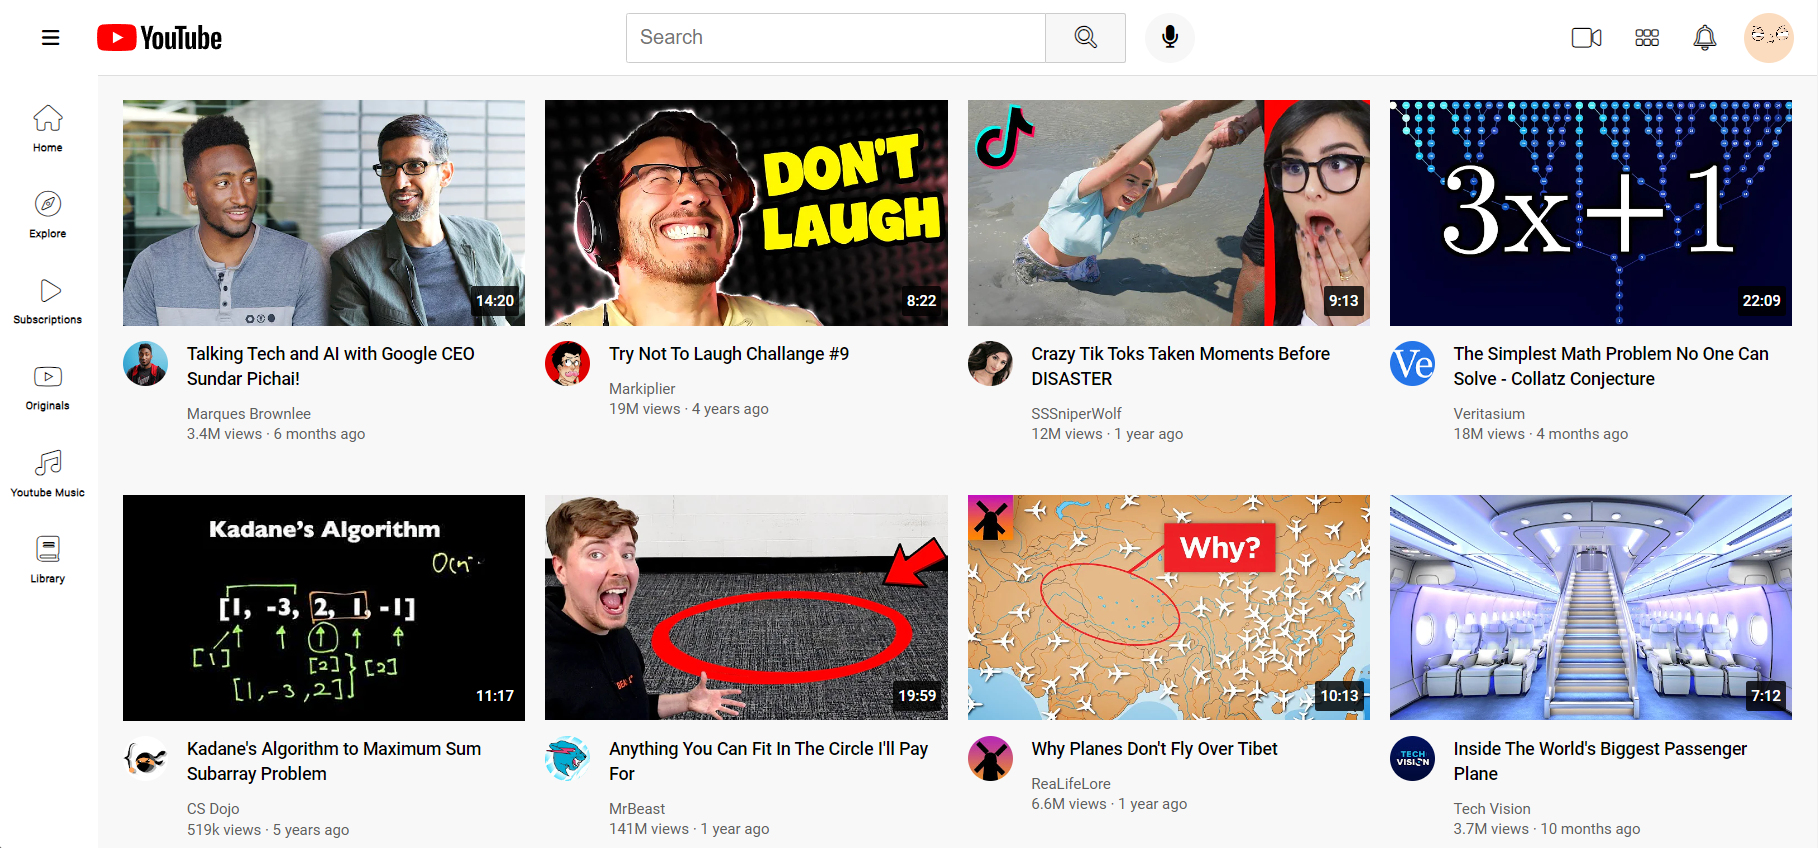 YouTube
Search
Home
Explore
Subscriptions
Originals
Youtube Music
Library
14:20
Talking Tech and AI with Google CEO
Sundar Pichai!
Marques Brownlee
3.4M views · 6 months ago
DON'T
LAUGH
8:22
Try Not To Laugh Challange #9
Markiplier
19M views · 4 years ago
9:13
Crazy Tik Toks Taken Moments Before
DISASTER
SSSniperWolf
12M views · 1 year ago
3x+1
22:09
Ve
The Simplest Math Problem No One Can
Solve - Collatz Conjecture
Veritasium
18M views · 4 months ago
Kadane's Algorithm
[1, -3, 2, 1, -1]
[1]
[2]
[2]
[1, -3, 2]
11:17
Kadane's Algorithm to Maximum Sum
Subarray Problem
CS Dojo
519k views · 5 years ago
19:59
Anything You Can Fit In The Circle I'll Pay
For
MrBeast
141M views · 1 year ago
Why?
10:13
Why Planes Don't Fly Over Tibet
ReaLifeLore
6.6M views · 1 year ago
7:12
TECH
VISION
Inside The World's Biggest Passenger
Plane
Tech Vision
3.7M views · 10 months ago